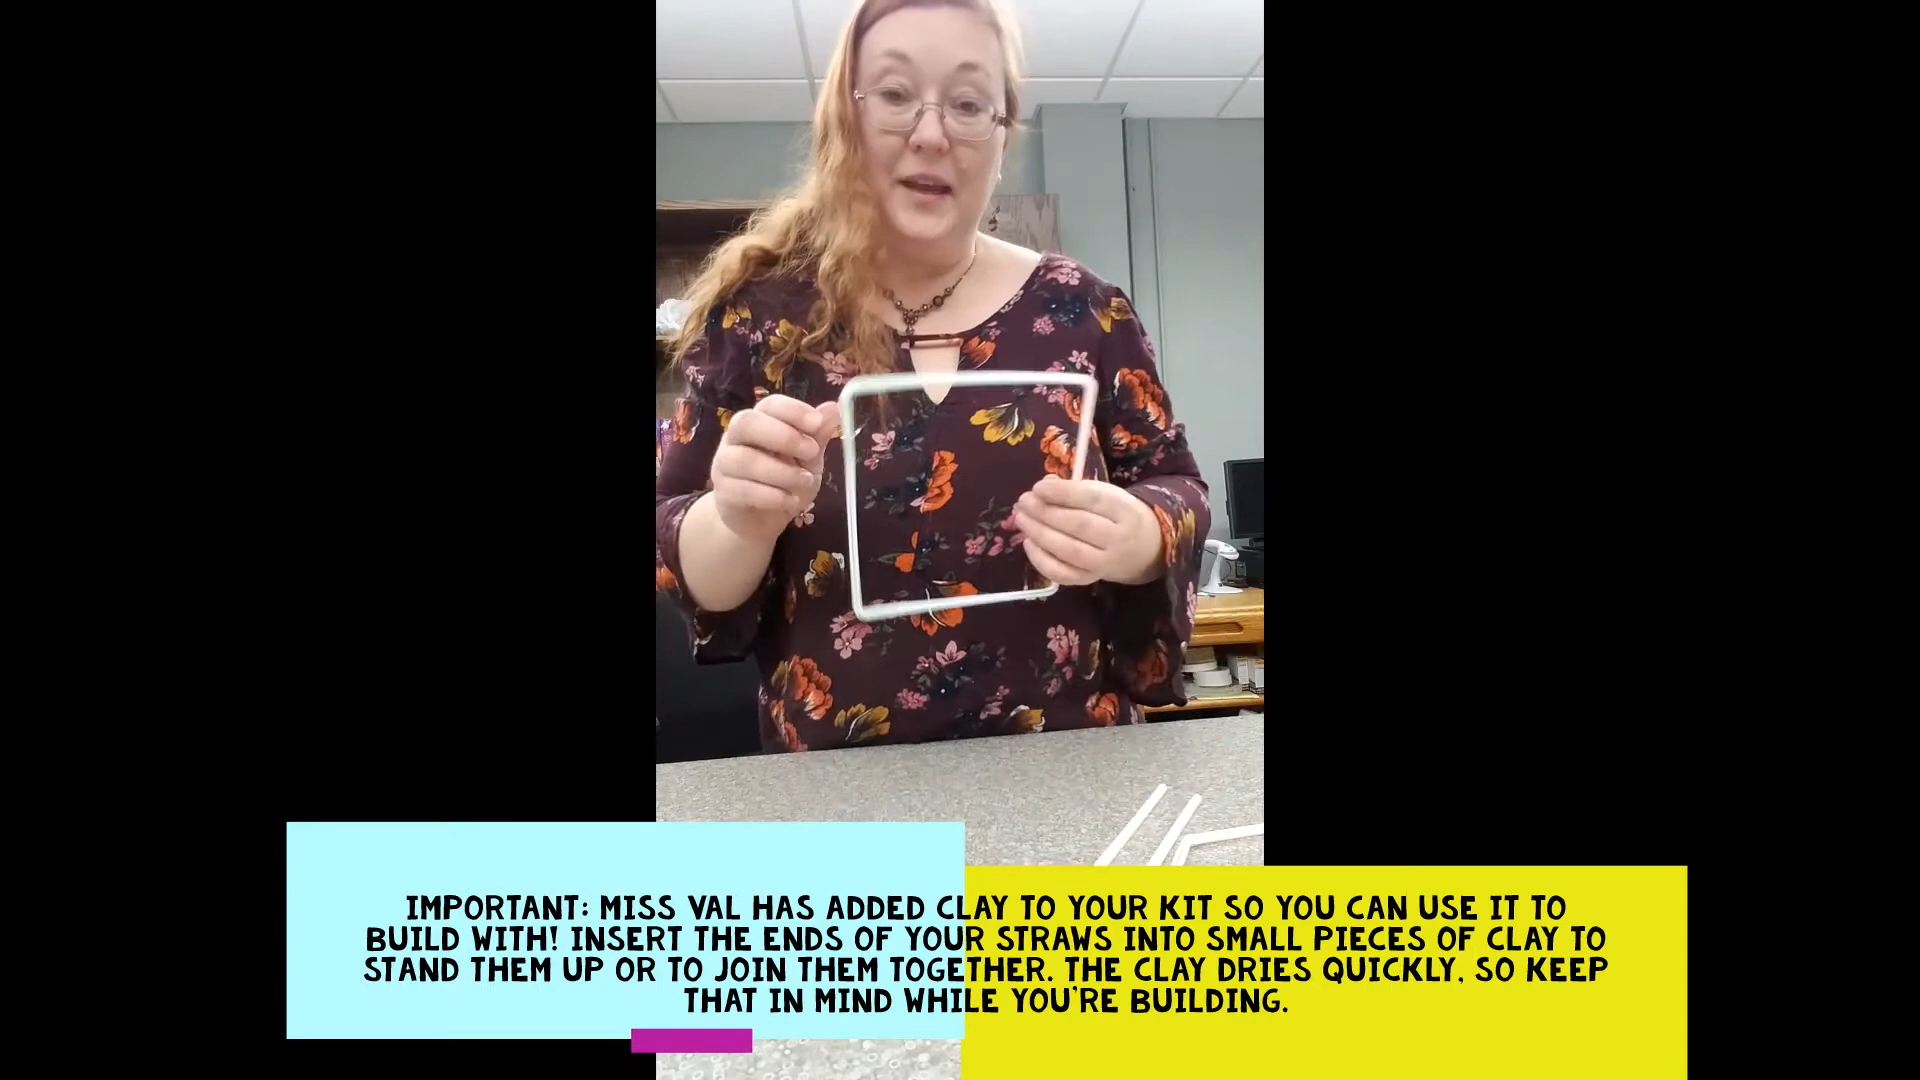 IMPORTANT: MISS VAL HAS ADDED CLAY TO YOUR KIT SO YOU CAN USE IT TO
BUILD WITH! INSERT THE ENDS OF YOUR STRAWS INTO SMALL PIECES OF CLAY TO
STAND THEM UP OR TO JOIN THEM TOGETHER. THE CLAY DRIES QUICKLY, SO KEEP
THAT IN MIND WHILE YOU'RE BUILDING.